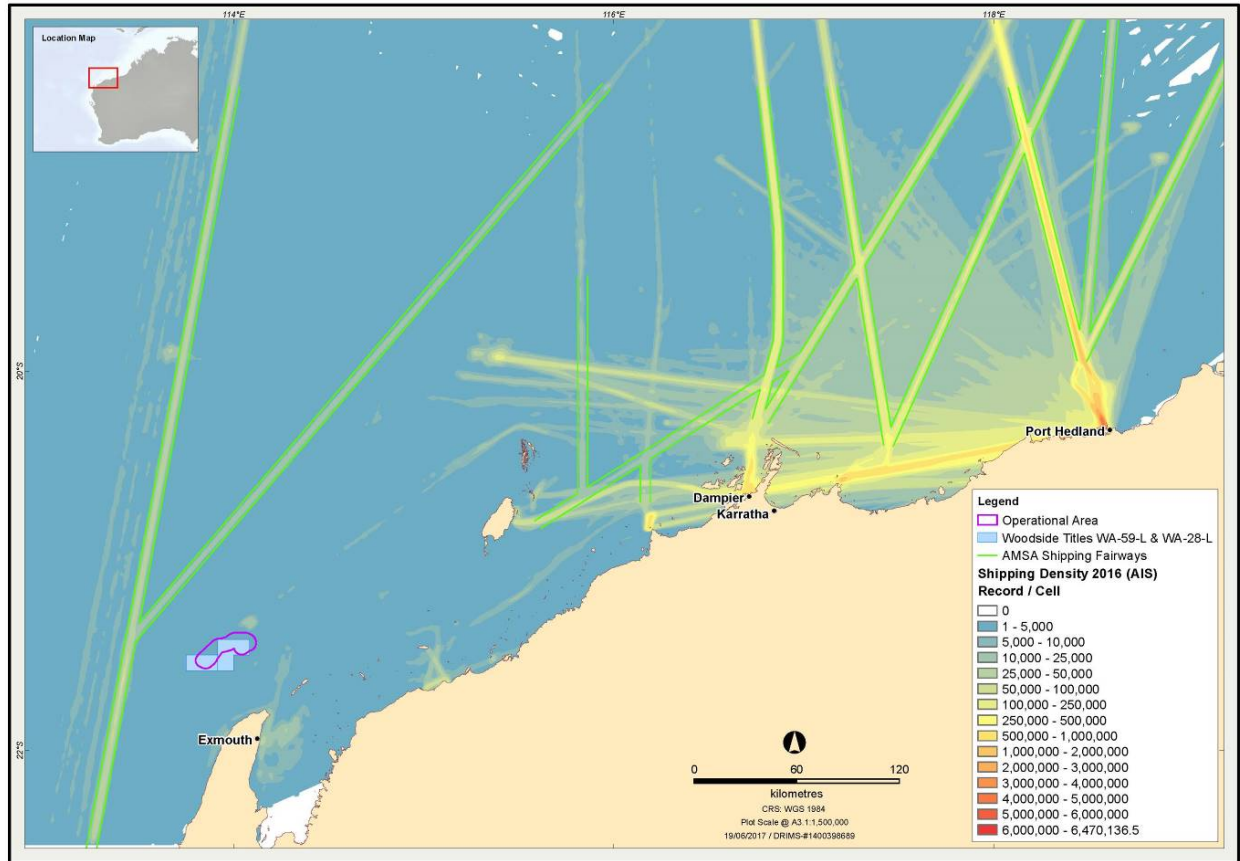 114°E
116°E
118°E
Location Map
20°S
22°S
Port Hedland
Dampier
Karratha
Exmouth
0 60 120
kilometres
CRS: WGS 1984
Plot Scale @ A3.1:1,500,000
19/06/2017 / DRIMS-#1400398689
Legend
Operational Area
Woodside Titles WA-59-L & WA-28-L
AMSA Shipping Fairways
Shipping Density 2016 (AIS)
Record / Cell
0
1 - 5,000
5,000 - 10,000
10,000 - 25,000
25,000 - 50,000
50,000 - 100,000
100,000 - 250,000
250,000 - 500,000
500,000 - 1,000,000
1,000,000 - 2,000,000
2,000,000 - 3,000,000
3,000,000 - 4,000,000
4,000,000 - 5,000,000
5,000,000 - 6,000,000
6,000,000 - 6,470,136.5